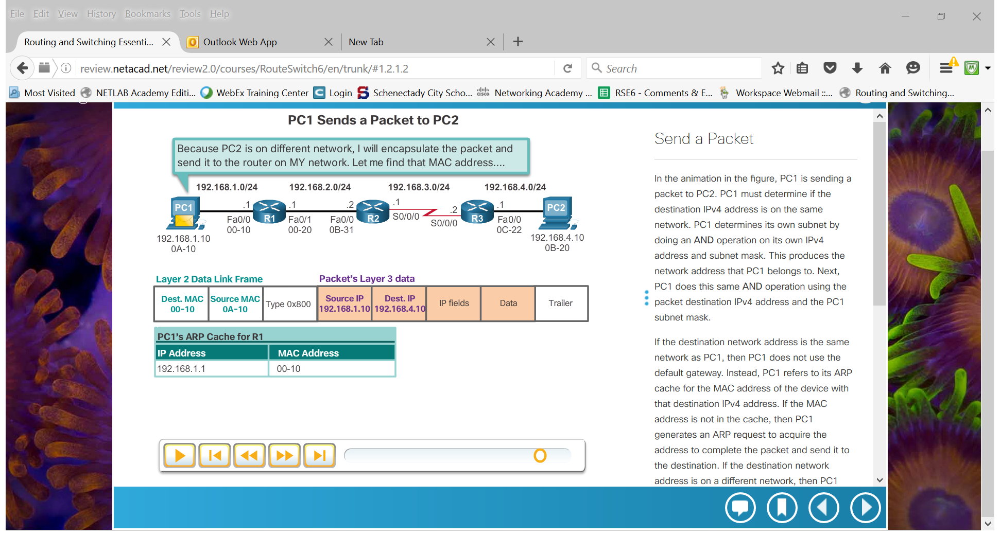 File Edit View History Bookmarks Tools Help
Routing and Switching Essenti... Outlook Web App New Tab
review.netacad.net/review2.0/courses/RouteSwitch6/en/trunk/#1.2.1.2 Search
Most Visited NETLAB Academy Editi... WebEx Training Center Login Schenectady City Scho... Networking Academy ... RSE6 - Comments & E... Workspace Webmail ::... Routing and Switching...
PC1 Sends a Packet to PC2
Because PC2 is on different network, I will encapsulate the packet and
send it to the router on MY network. Let me find that MAC address....
192.168.1.0/24 192.168.2.0/24 192.168.3.0/24 192.168.4.0/24
PC1 .1 R1 .1 .2 R2 .1 .2 R3 .1 PC2
Fa0/0 Fa0/1 Fa0/0 S0/0/0 S0/0/0 Fa0/0
00-10 00-20 0B-31 0C-22
192.168.1.10 192.168.4.10
0A-10 0B-20
Layer 2 Data Link Frame Packet's Layer 3 data
Dest. MAC Source MAC Type 0x800 Source IP Dest. IP IP fields Data Trailer
00-10 0A-10 192.168.1.10 192.168.4.10
PC1's ARP Cache for R1
IP Address MAC Address
192.168.1.1 00-10
Send a Packet
In the animation in the figure, PC1 is sending a
packet to PC2. PC1 must determine if the
destination IPv4 address is on the same
network. PC1 determines its own subnet by
doing an AND operation on its own IPv4
address and subnet mask. This produces the
network address that PC1 belongs to. Next,
PC1 does this same AND operation using the
packet destination IPv4 address and the PC1
subnet mask.
If the destination network address is the same
network as PC1, then PC1 does not use the
default gateway. Instead, PC1 refers to its ARP
cache for the MAC address of the device with
that destination IPv4 address. If the MAC
address is not in the cache, then PC1
generates an ARP request to acquire the
address to complete the packet and send it to
the destination. If the destination network
address is on a different network, then PC1